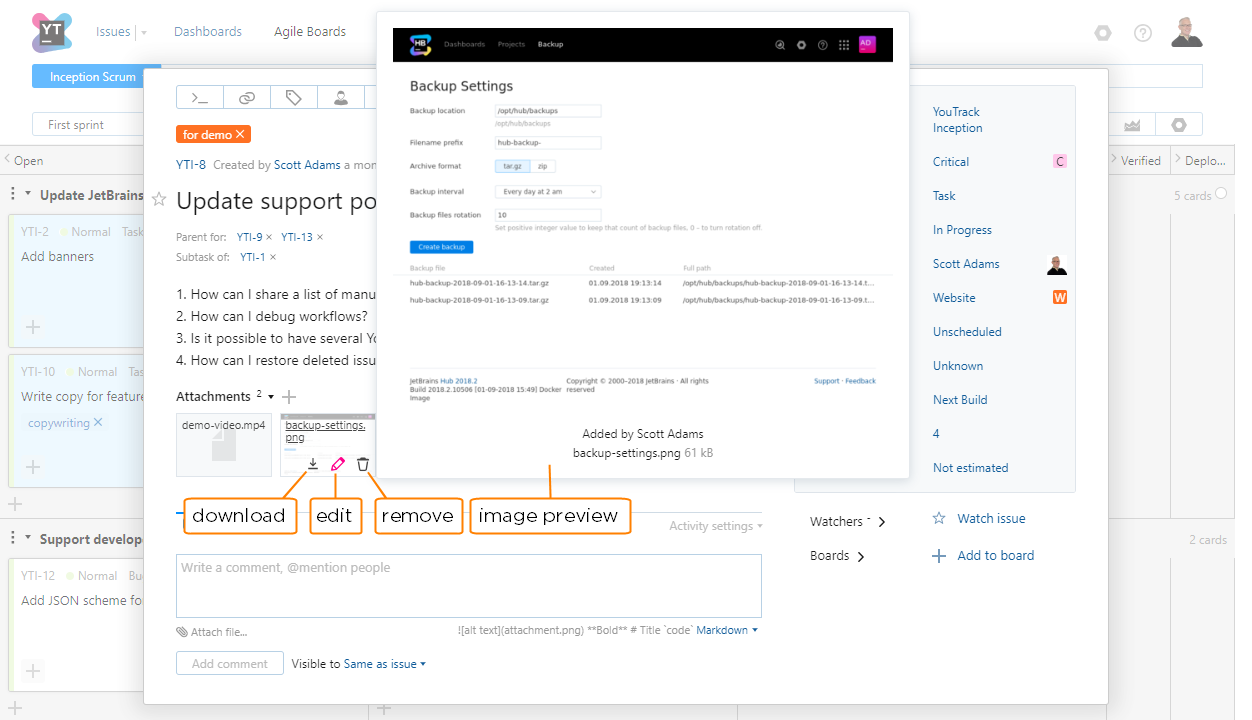 YT
Issues
Dashboards
Agile Boards
Inception Scrum
First sprint
Open
Verified
Deplo...
Update JetBrains
5 cards
YTI-2 Normal Task
Add banners
YTI-10 Normal Tas
Write copy for feature
copywriting ×
Support develop
2 cards
YTI-12 Normal Bu
Add JSON scheme fo
for demo ×
YTI-8 Created by Scott Adams a mon
Update support po
Parent for: YTI-9 × YTI-13 ×
Subtask of: YTI-1 ×
1. How can I share a list of manu
2. How can I debug workflows?
3. Is it possible to have several Yo
4. How can I restore deleted issu
Attachments 2
demo-video.mp4
backup-settings.
png
download
edit
remove
image preview
Activity settings
Write a comment, @mention people
Attach file...
![alt text](attachment.png) **Bold** # Title `code` Markdown
Add comment
Visible to Same as issue
HB
Dashboards
Projects
Backup
AD
Backup Settings
Backup location
/opt/hub/backups
/opt/hub/backups
Filename prefix
hub-backup-
Archive format
tar.gz
zip
Backup interval
Every day at 2 am
Backup files rotation
10
Set positive integer value to keep that count of backup files, 0 – to turn rotation off.
Create backup
Backup file
Created
Full path
hub-backup-2018-09-01-16-13-14.tar.gz
01.09.2018 19:13:14
/opt/hub/backups/hub-backup-2018-09-01-16-13-14.t...
hub-backup-2018-09-01-16-13-09.tar.gz
01.09.2018 19:13:09
/opt/hub/backups/hub-backup-2018-09-01-16-13-09.t...
JetBrains Hub 2018.2
Build 2018.2.10506 [01-09-2018 15:49] Docker
Image
Copyright © 2000–2018 JetBrains · All rights
reserved
Support · Feedback
Added by Scott Adams
backup-settings.png 61 kB
YouTrack
Inception
Critical
C
Task
In Progress
Scott Adams
Website
W
Unscheduled
Unknown
Next Build
4
Not estimated
Watchers
Watch issue
Boards
Add to board